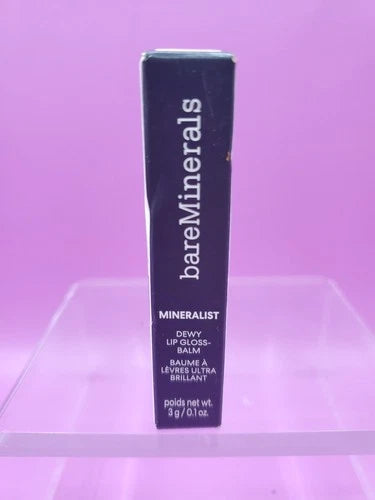 bareMinerals
MINERALIST
DEWY
LIP GLOSS-
BALM
BAUME À
LÈVRES ULTRA
BRILLANT
poids net wt.
3 g / 0.1 oz.